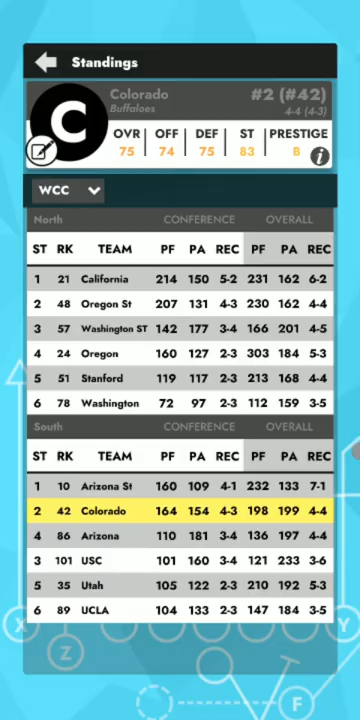 Standings
C
Colorado #2 (#42)
Buffaloes 4-4 (4-3)
OVR OFF DEF ST PRESTIGE
75 74 75 83 B i
WCC
North CONFERENCE OVERALL
ST RK TEAM PF PA REC PF PA REC
1 21 California 214 150 5-2 231 162 6-2
2 48 Oregon St 207 131 4-3 230 162 4-4
3 57 Washington ST 142 177 3-4 166 201 4-5
4 24 Oregon 160 127 2-3 303 184 5-3
5 51 Stanford 119 117 2-3 213 168 4-4
6 78 Washington 72 97 2-3 112 159 3-5
South CONFERENCE OVERALL
ST RK TEAM PF PA REC PF PA REC
1 10 Arizona St 160 109 4-1 232 133 7-1
2 42 Colorado 164 154 4-3 198 199 4-4
4 86 Arizona 110 181 3-4 136 197 4-4
3 101 USC 101 160 3-4 121 233 3-6
5 35 Utah 105 122 2-3 210 192 5-3
6 89 UCLA 104 133 2-3 147 184 3-5
X Y
Z
F